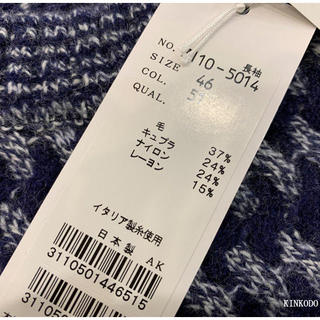 NO. 110-5014
長袖
SIZE 46
COL.
QUAL.
毛 37%
キュプラ 24%
ナイロン 24%
レーヨン 15%
イタリア製糸使用
日本製 AK
3110501446515
3110501446515
KINKODO